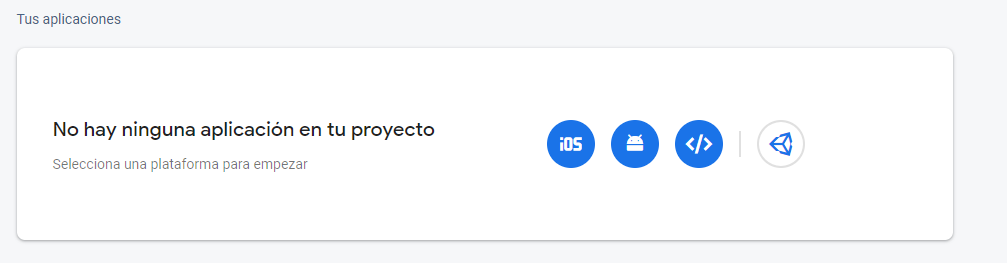 Tus aplicaciones
No hay ninguna aplicación en tu proyecto
Selecciona una plataforma para empezar
iOS
</>